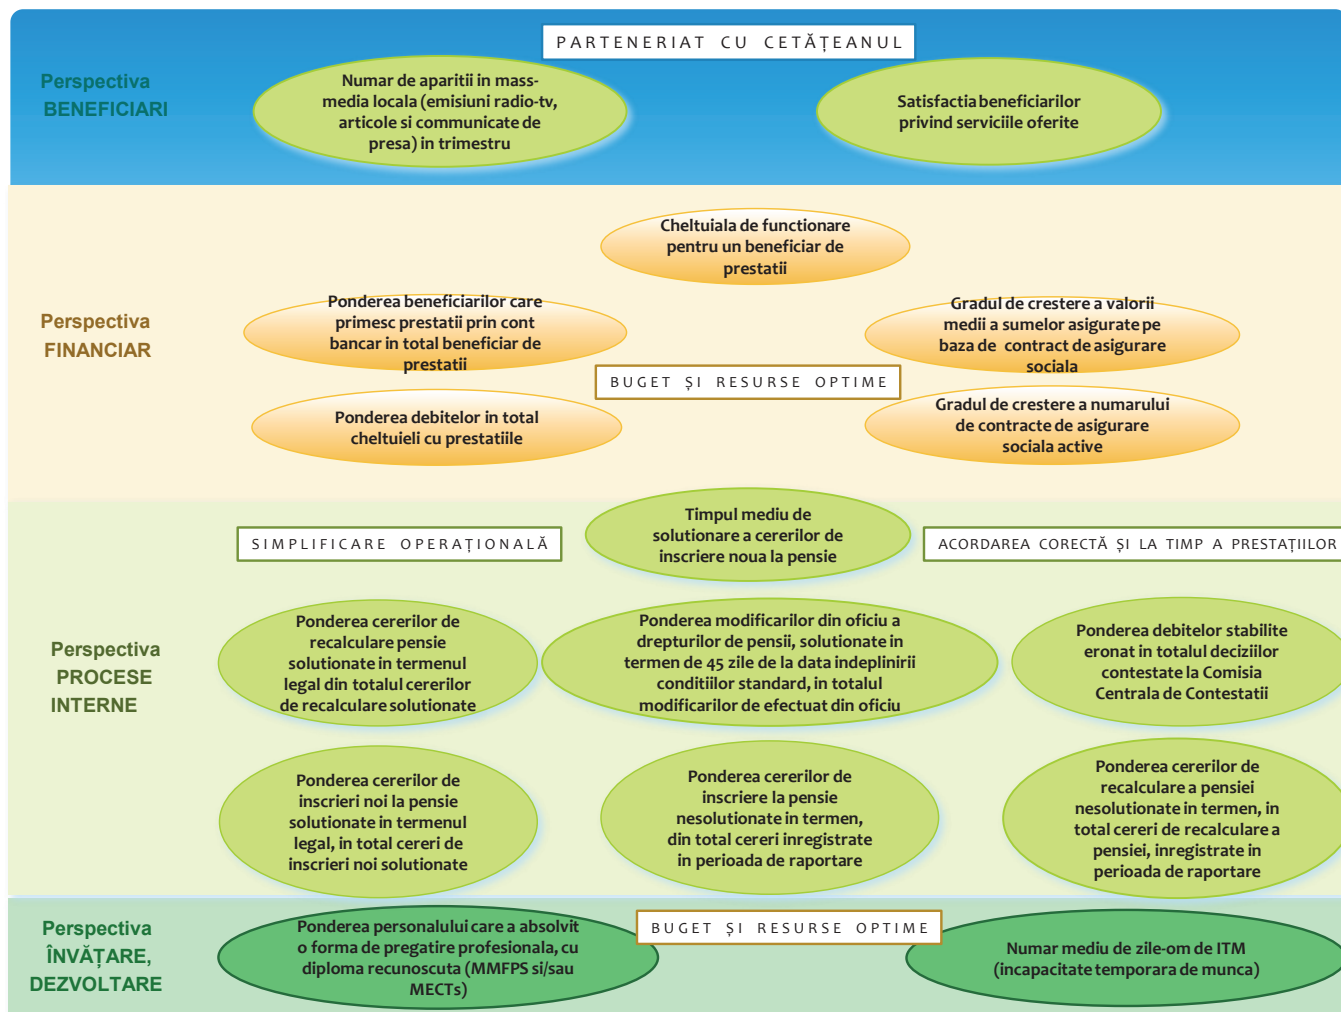 PARTENERIAT CU CETĂȚEANUL
Perspectiva
BENEFICIARI
Numar de aparitii in mass-
media locala (emisiuni radio-tv,
articole si communicate de
presa) in trimestru
Satisfactia beneficiarilor
privind serviciile oferite
Perspectiva
FINANCIAR
Cheltuiala de functionare
pentru un beneficiar de
prestatii
Ponderea beneficiarilor care
primesc prestatii prin cont
bancar in total beneficiar de
prestatii
Gradul de crestere a valorii
medii a sumelor asigurate pe
baza de contract de asigurare
sociala
BUGET ȘI RESURSE OPTIME
Ponderea debitelor in total
cheltuieli cu prestatiile
Gradul de crestere a numarului
de contracte de asigurare
sociala active
Perspectiva
PROCESE
INTERNE
SIMPLIFICARE OPERAȚIONALĂ
Timpul mediu de
solutionare a cererilor de
inscriere noua la pensie
ACORDAREA CORECTĂ ȘI LA TIMP A PRESTAȚIILOR
Ponderea cererilor de
recalculare pensie
solutionate in termenul
legal din totalul cererilor
de recalculare solutionate
Ponderea modificarilor din oficiu a
drepturilor de pensii, solutionate in
termen de 45 zile de la data indeplinirii
conditiilor standard, in totalul
modificarilor de efectuat din oficiu
Ponderea debitelor stabilite
eronat in totalul deciziilor
contestate la Comisia
Centrala de Contestatii
Ponderea cererilor de
inscrieri noi la pensie
solutionate in termenul
legal, in total cereri de
inscrieri noi solutionate
Ponderea cererilor de
inscriere la pensie
nesolutionate in termen,
din total cereri inregistrate
in perioada de raportare
Ponderea cererilor de
recalculare a pensiei
nesolutionate in termen, in
total cereri de recalculare a
pensiei, inregistrate in
perioada de raportare
Perspectiva
ÎNVĂȚARE,
DEZVOLTARE
Ponderea personalului care a absolvit
o forma de pregatire profesionala, cu
diploma recunoscuta (MMFPS si/sau
MECTs)
BUGET ȘI RESURSE OPTIME
Numar mediu de zile-om de ITM
(incapacitate temporara de munca)